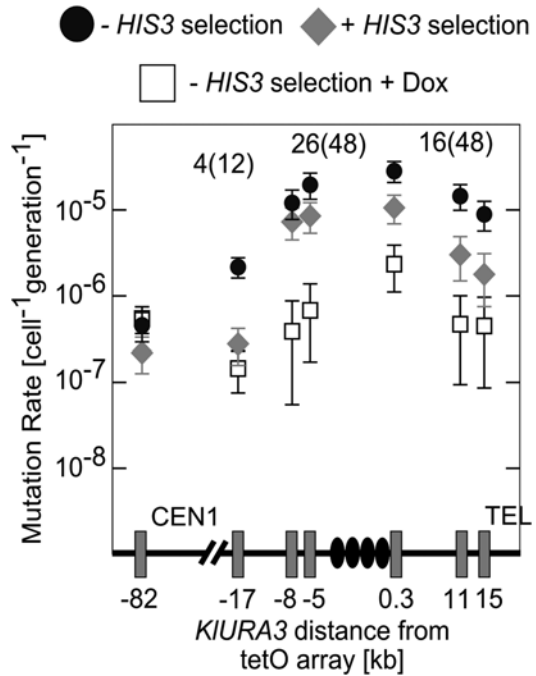 - HIS3 selection
+ HIS3 selection
- HIS3 selection + Dox
Mutation Rate [cell⁻¹generation⁻¹]
4(12)
26(48)
16(48)
10⁻⁵
10⁻⁶
10⁻⁷
10⁻⁸
CEN1
TEL
-82
-17
-8
-5
0.3
11
15
KlURA3 distance from
tetO array [kb]